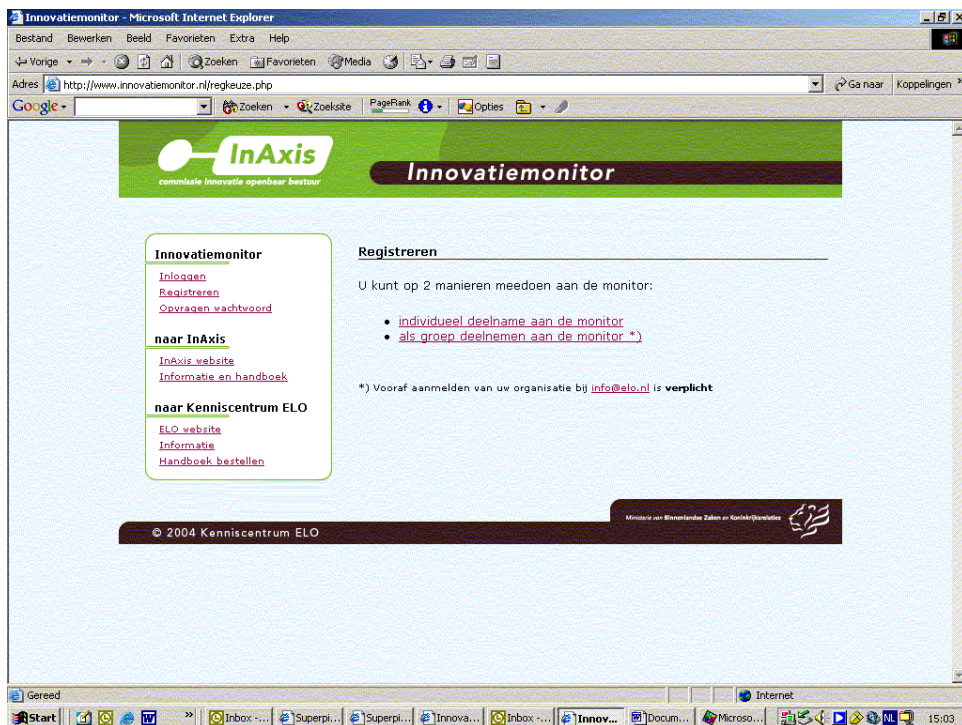 Innovatiemonitor - Microsoft Internet Explorer
Bestand Bewerken Beeld Favorieten Extra Help
Vorige Zoeken Favorieten Media
Adres http://www.innovatiemonitor.nl/regkeuze.php Ga naar Koppelingen »
Google Zoeken Zoeksite PageRank Opties
InAxis
commissie innovatie openbaar bestuur
Innovatiemonitor
Innovatiemonitor
Inloggen
Registreren
Opvragen wachtwoord
naar InAxis
InAxis website
Informatie en handboek
naar Kenniscentrum ELO
ELO website
Informatie
Handboek bestellen
Registreren
U kunt op 2 manieren meedoen aan de monitor:
• individueel deelname aan de monitor
• als groep deelnemen aan de monitor *)
*) Vooraf aanmelden van uw organisatie bij info@elo.nl is verplicht
Ministerie van Binnenlandse Zaken en Koninkrijksrelaties
© 2004 Kenniscentrum ELO
Gereed Internet
Start » Inbox -... Superpi... Superpi... Innova... Inbox -... Innov... Docum... Microso... NL 15:03